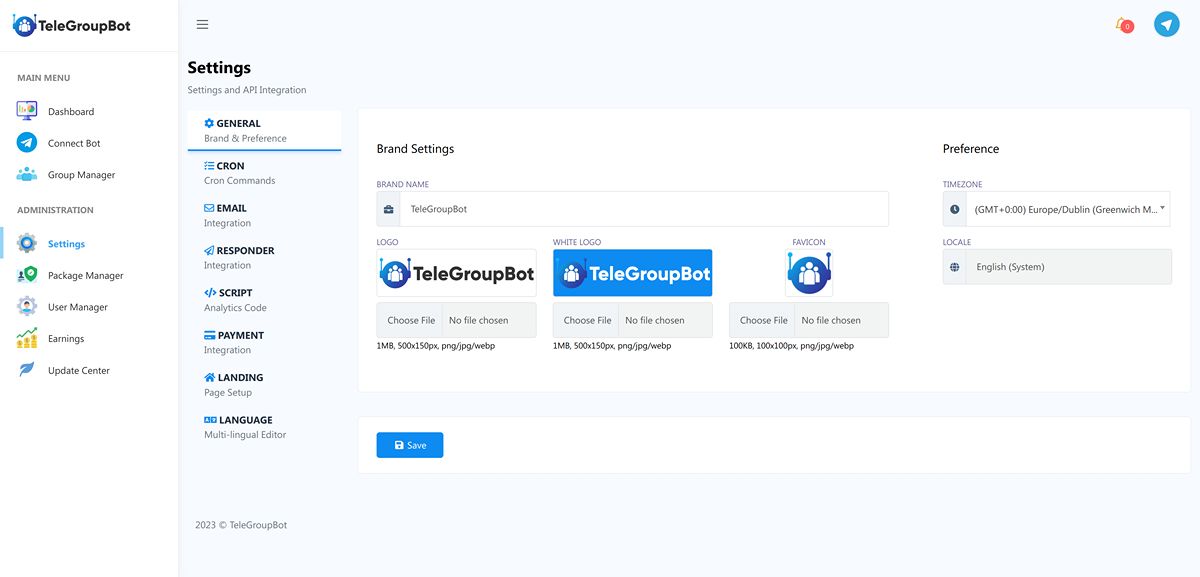 TeleGroupBot
0
MAIN MENU
Dashboard
Connect Bot
Group Manager
ADMINISTRATION
Settings
Package Manager
User Manager
Earnings
Update Center
Settings
Settings and API Integration
GENERAL
Brand & Preference
CRON
Cron Commands
EMAIL
Integration
RESPONDER
Integration
SCRIPT
Analytics Code
PAYMENT
Integration
LANDING
Page Setup
LANGUAGE
Multi-lingual Editor
Brand Settings
BRAND NAME
TeleGroupBot
LOGO
TeleGroupBot
Choose File No file chosen
1MB, 500x150px, png/jpg/webp
WHITE LOGO
TeleGroupBot
Choose File No file chosen
1MB, 500x150px, png/jpg/webp
FAVICON
Choose File No file chosen
100KB, 100x100px, png/jpg/webp
Preference
TIMEZONE
(GMT+0:00) Europe/Dublin (Greenwich M...
LOCALE
English (System)
Save
2023 © TeleGroupBot